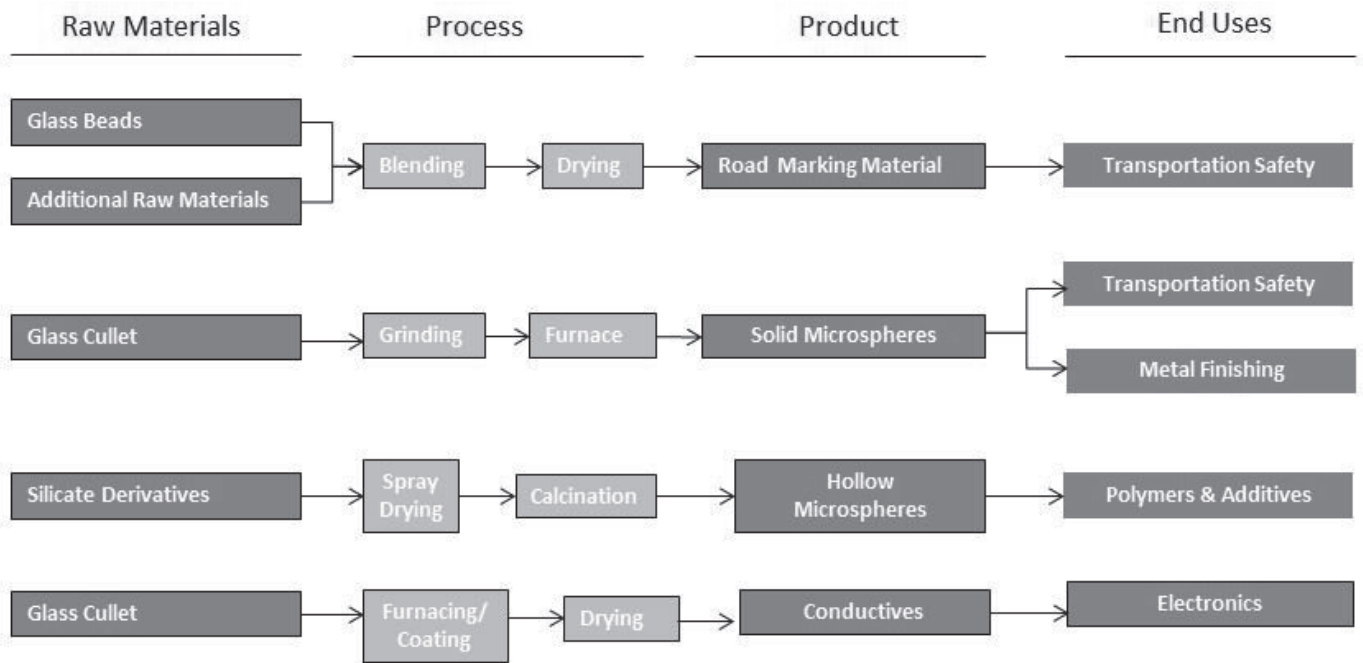 Raw Materials
Process
Product
End Uses
Glass Beads
Additional Raw Materials
Blending
Drying
Road Marking Material
Transportation Safety
Glass Cullet
Grinding
Furnace
Solid Microspheres
Transportation Safety
Metal Finishing
Silicate Derivatives
Spray
Drying
Calcination
Hollow
Microspheres
Polymers & Additives
Glass Cullet
Furnacing/
Coating
Drying
Conductives
Electronics